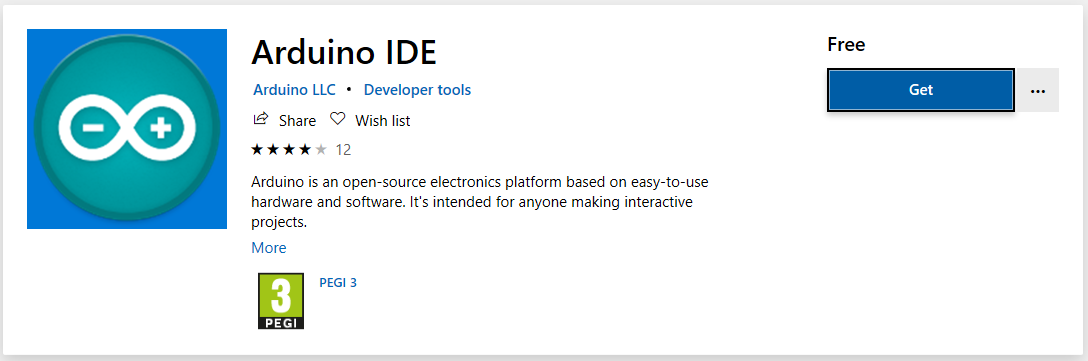 Arduino IDE
Arduino LLC • Developer tools
Share Wish list
12
Arduino is an open-source electronics platform based on easy-to-use
hardware and software. It's intended for anyone making interactive
projects.
More
3
PEGI
PEGI 3
Free
Get
...